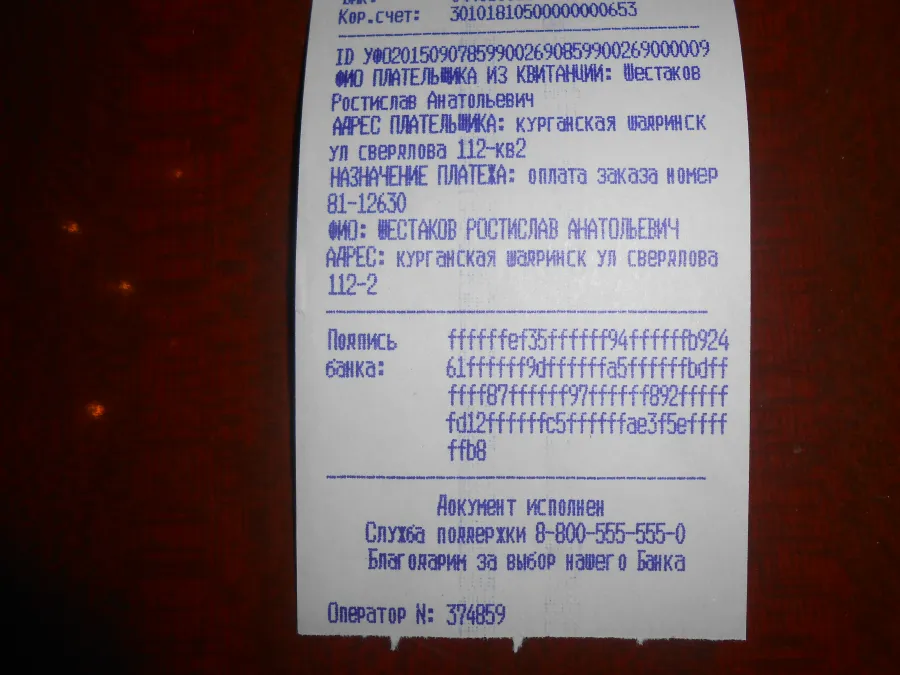 Кор.счет: 30101810500000000653
ID УФО20150907859900269085990026900009
ФИО ПЛАТЕЛЬЩИКА ИЗ КВИТАНЦИИ: Шестаков
Ростислав Анатольевич
АДРЕС ПЛАТЕЛЬЩИКА: курганская шадринск
ул свердлова 112-кв2
НАЗНАЧЕНИЕ ПЛАТЕЖА: оплата заказа номер
81-12630
ФИО: ШЕСТАКОВ РОСТИСЛАВ АНАТОЛЬЕВИЧ
АДРЕС: курганская шадринск ул свердлова
112-2
Подпись ffffffef35ffffff94ffffffb924
банка: 61ffffff9dffffffa5ffffffbdff
ffff87ffffff97ffffff892fffff
fd12ffffffc5ffffffae3f5effff
ffb8
Документ исполнен
Служба поддержки 8-800-555-555-0
Благодарим за выбор нашего Банка
Оператор N: 374859